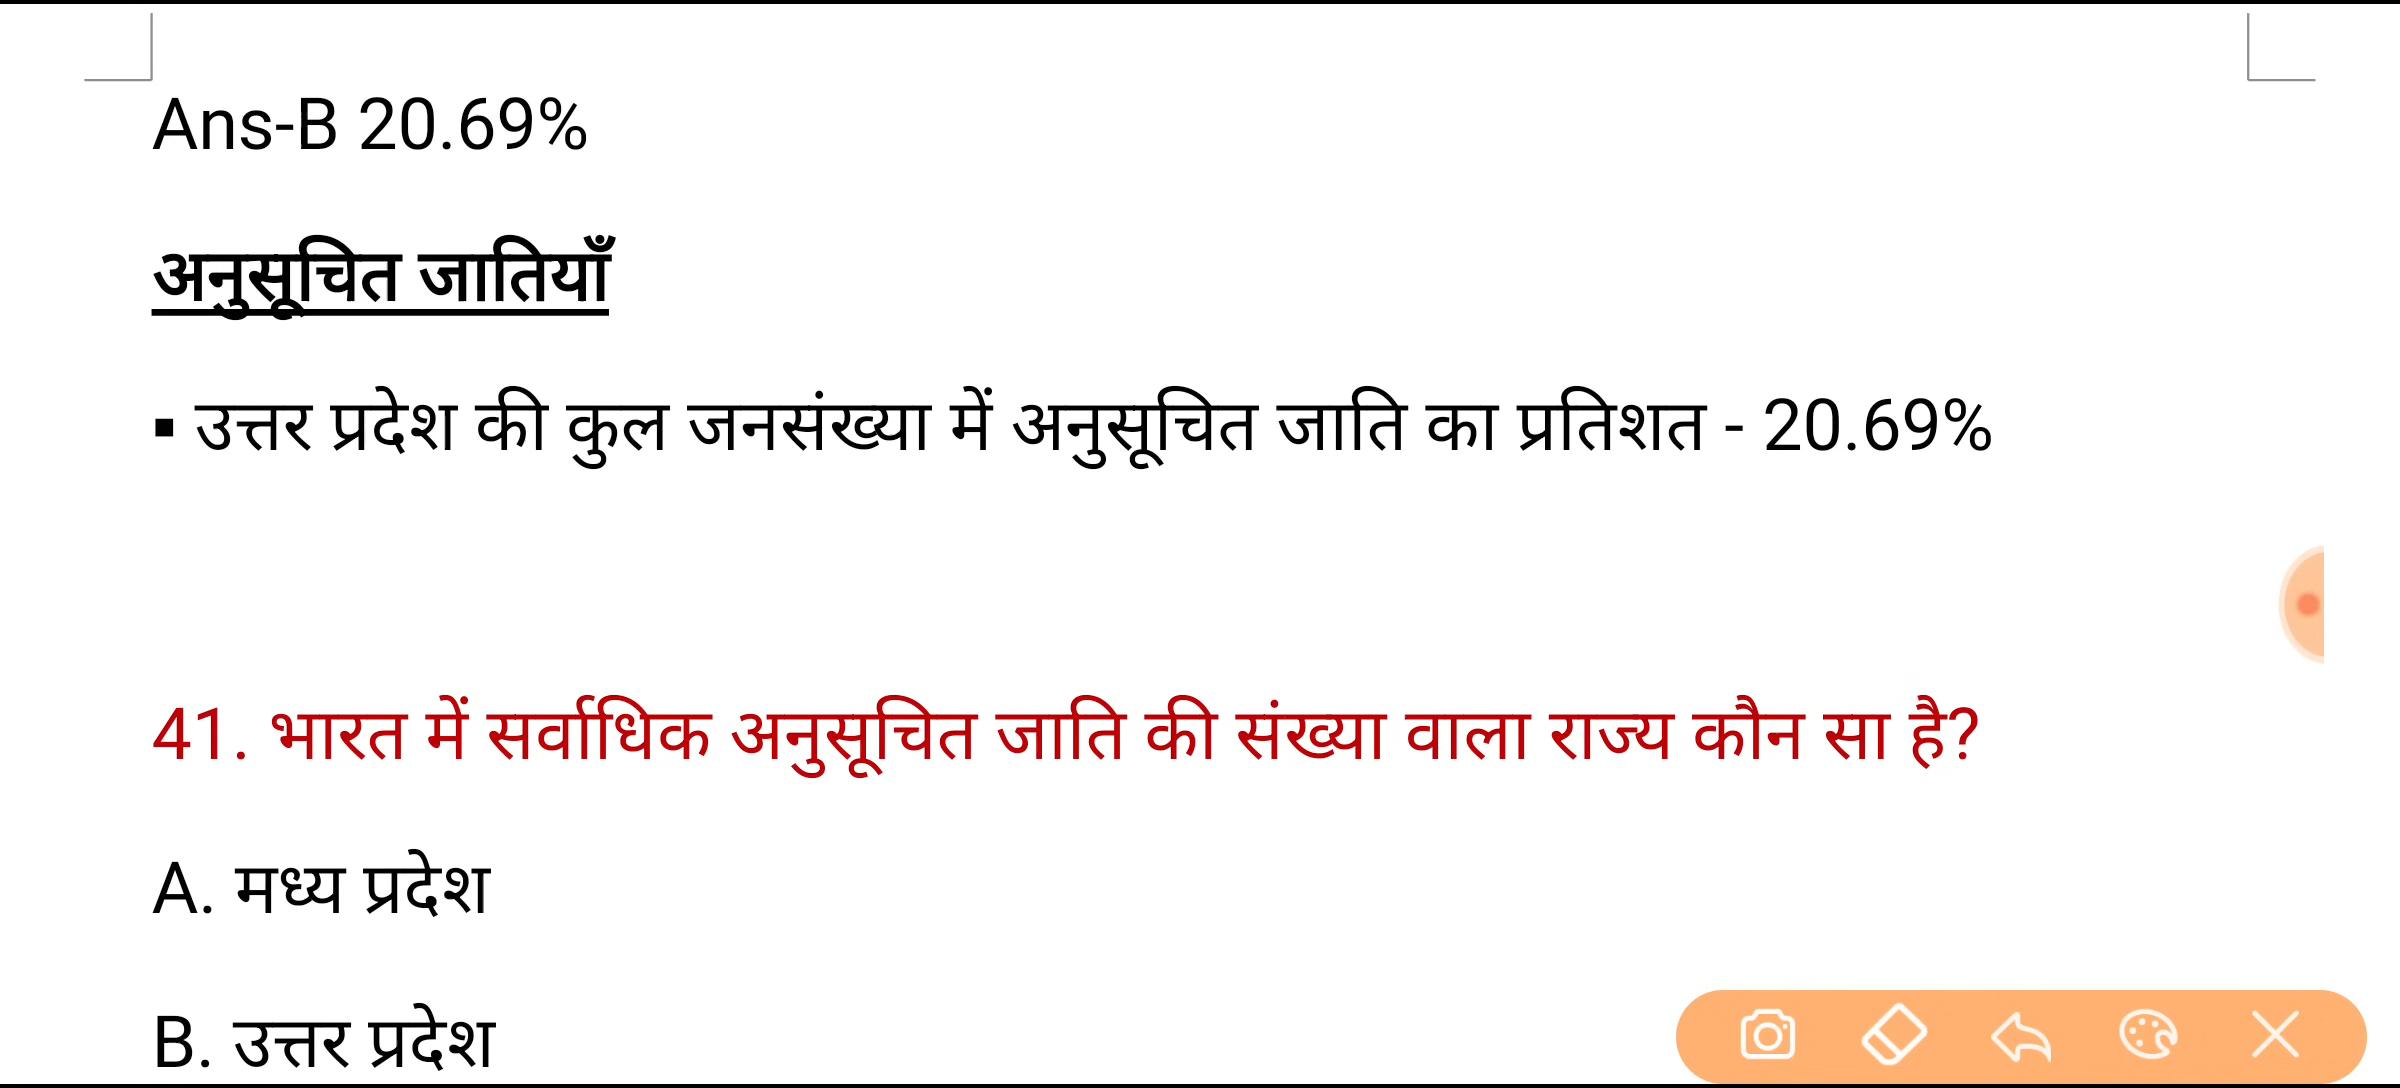 Ans-B 20.69%
अनुसूचित जातियाँ
▪ उत्तर प्रदेश की कुल जनसंख्या में अनुसूचित जाति का प्रतिशत - 20.69%
41. भारत में सर्वाधिक अनुसूचित जाति की संख्या वाला राज्य कौन सा है?
A. मध्य प्रदेश
B. उत्तर प्रदेश